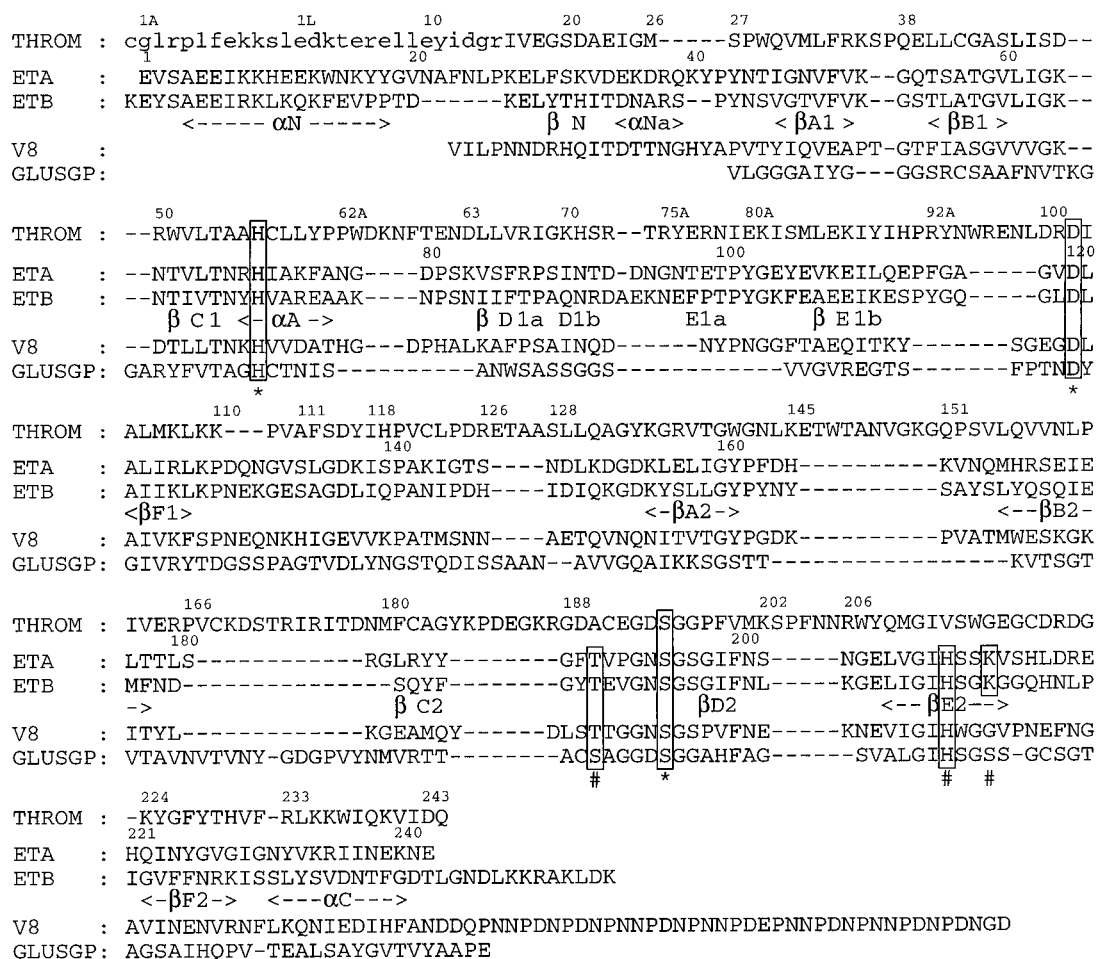 1A 1L 10 20 26 27 38
THROM : cglrplfekksledkterelleyidgrIVEGSDAEIGM-----SPWQVMLFRKSPQELLCGASLISD--
1 20 40 60
ETA : EVSAEEIKKHEEKWNKYYGVNAFNLPKELFSKVDEKDRQKYPYNTIGNVFVK--GQTSATGVLIGK--
ETB : KEYSAEEIRKLKQKFEVPPTD------KELYTHITDNARS--PYNSVGTVFVK--GSTLATGVLIGK--
<----- αN -----> β N <αNa> <βA1> <βB1>
V8 : VILPNNDRHQITDTTNGHYAPVTYIQVEAPT-GTFIASGVVVGK--
GLUSGP: VLGGGAIYG---GGSRCSAAFNVTKG
50 62A 63 70 75A 80A 92A 100
THROM : --RWVLTAAHCLLYPPWDKNFTENDLLVRIGKHSR--TRYERNIEKISMLEKIYIHPRYNWRENLDRDI
80 100 120
ETA : --NTVLTNRHIAKFANG----DPSKVSFRPSINTD-DNGNTETPYGEYEVKEILQEPFGA-----GVDL
ETB : --NTIVTNYHVAREAAK----NPSNIIFTPAQNRDAEKNEFPTPYGKFEAEEIKESPYGQ-----GLDL
β C1 <- αA -> β D1a D1b E1a β E1b
V8 : --DTLLTNKHVVDATHG---DPHALKAFPSAINQD----NYPNGGFTAEQITKY-------SGEGDL
GLUSGP: GARYFVTAGHCTNIS----------ANWSASSGGS------------VVGVREGTS------FPTNDY
* *
110 111 118 126 128 145 151
THROM : ALMKLKK---PVAFSDYIHPVCLPDRETAASLLQAGYKGRVTGWGNLKETWTANVGKGQPSVLQVVNLP
140 160
ETA : ALIRLKPDQNGVSLGDKISPAKIGTS----NDLKDGDKLELIGYPFDH----------KVNQMHRSEIE
ETB : AIIKLKPNEKGESAGDLIQPANIPDH----IDIQKGDKYSLLGYPYNY----------SAYSLYQSQIE
<βF1> <-βA2-> <--βB2-
V8 : AIVKFSPNEQNKHIGEVVKPATMSNN---AETQVNQNITVTGYPGDK-----------PVATMWESKGK
GLUSGP: GIVRYTDGSSPAGTVDLYNGSTQDISSAAN--AVVGQAIKKSGSTT-----------------KVTSGT
166 180 188 202 206
THROM : IVERPVCKDSTRIRITDNMFCAGYKPDEGKRGDACEGDSGGPFVMKSPFNNRWYQMGIVSWGEGCDRDG
180 200
ETA : LTTLS--------------RGLRYY--------GFTVPGNSGSGIFNS------NGELVGIHSSKVSHLDRE
ETB : MFND---------------SQYF----------GYTEVGNSGSGIFNL------KGELIGIHSGKGGQHNLP
-> β C2 βD2 <--βE2-->
V8 : ITYL--------------KGEAMQY-----DLSTTGGNSGSPVFNE------KNEVIGIHWGGVPNEFNG
GLUSGP: VTAVNVTVNY-GDGPVYNMVRTT---------ACSAGGDSGGAHFAG------SVALGIHSGSS-GCSGT
# * # #
224 233 243
THROM : -KYGFYTHVF-RLKKWIQKVIDQ
221 240
ETA : HQINYGVGIGNYVKRIINEKNE
ETB : IGVFFNRKISSLYSVDNTFGDTLGNDLKKRAKLDK
<-βF2-> <---αC--->
V8 : AVINENVRNFLKQNIEDIHFANDDQPNNPDNPDNPNNPDNPNNPDEPNNPDNPNNPDNPDNGD
GLUSGP: AGSAIHQPV-TEALSAYGVTVYAAPE